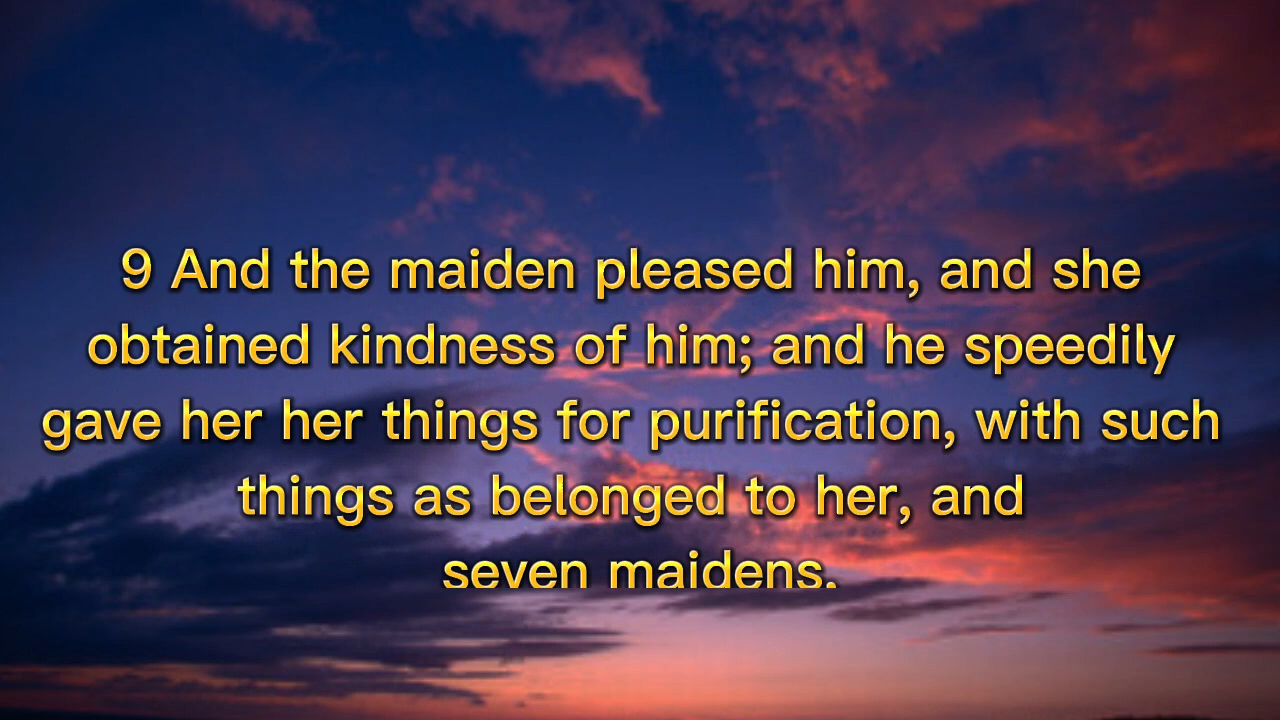 9 And the maiden pleased him, and she
obtained kindness of him; and he speedily
gave her her things for purification, with such
things as belonged to her, and
seven maidens,